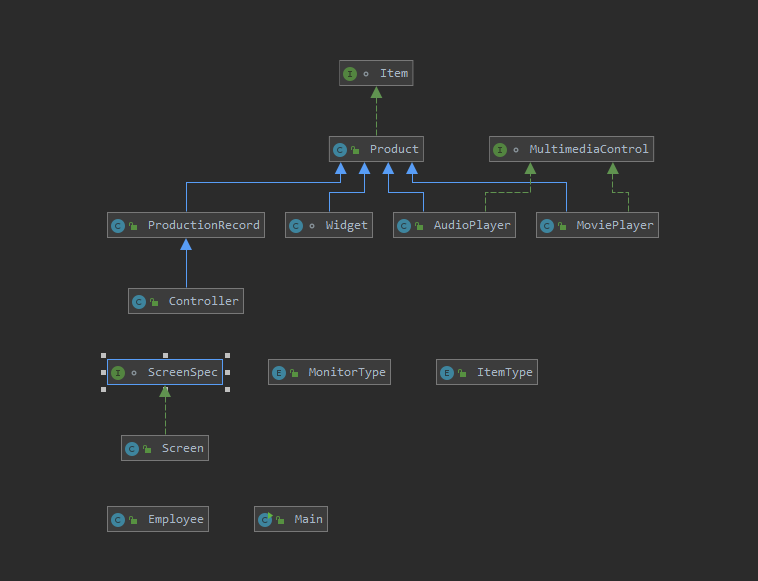 I Item
C Product
I MultimediaControl
C ProductionRecord
C Widget
C AudioPlayer
C MoviePlayer
C Controller
I ScreenSpec
E MonitorType
E ItemType
C Screen
C Employee
C Main